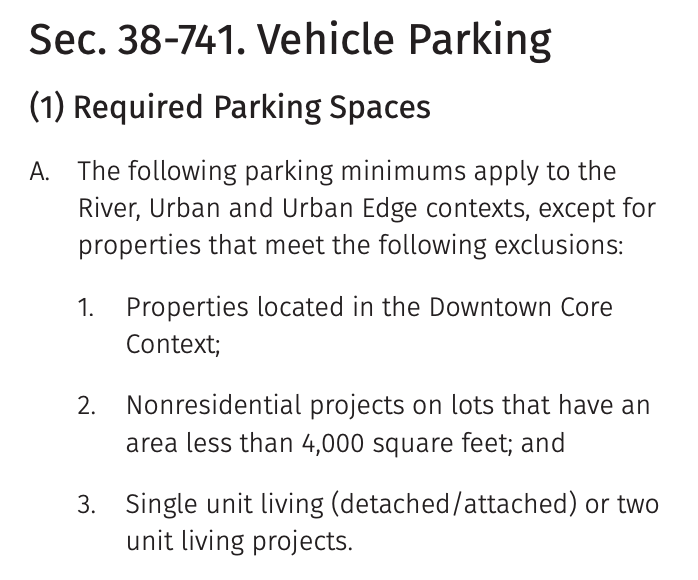 Sec. 38-741. Vehicle Parking
(1) Required Parking Spaces
A. The following parking minimums apply to the
River, Urban and Urban Edge contexts, except for
properties that meet the following exclusions:
1. Properties located in the Downtown Core
Context;
2. Nonresidential projects on lots that have an
area less than 4,000 square feet; and
3. Single unit living (detached/attached) or two
unit living projects.